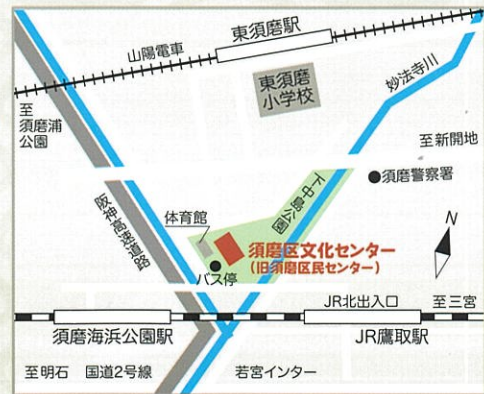 東須磨駅
山陽電車
東須磨
小学校
妙法寺川
至
須磨浦
公園
至新開地
須磨警察署
下中島公園
阪神高速道路
体育館
須磨区文化センター
(旧須磨区民センター)
バス停
N
JR北出入口
至三宮
須磨海浜公園駅
JR鷹取駅
至明石
国道2号線
若宮インター